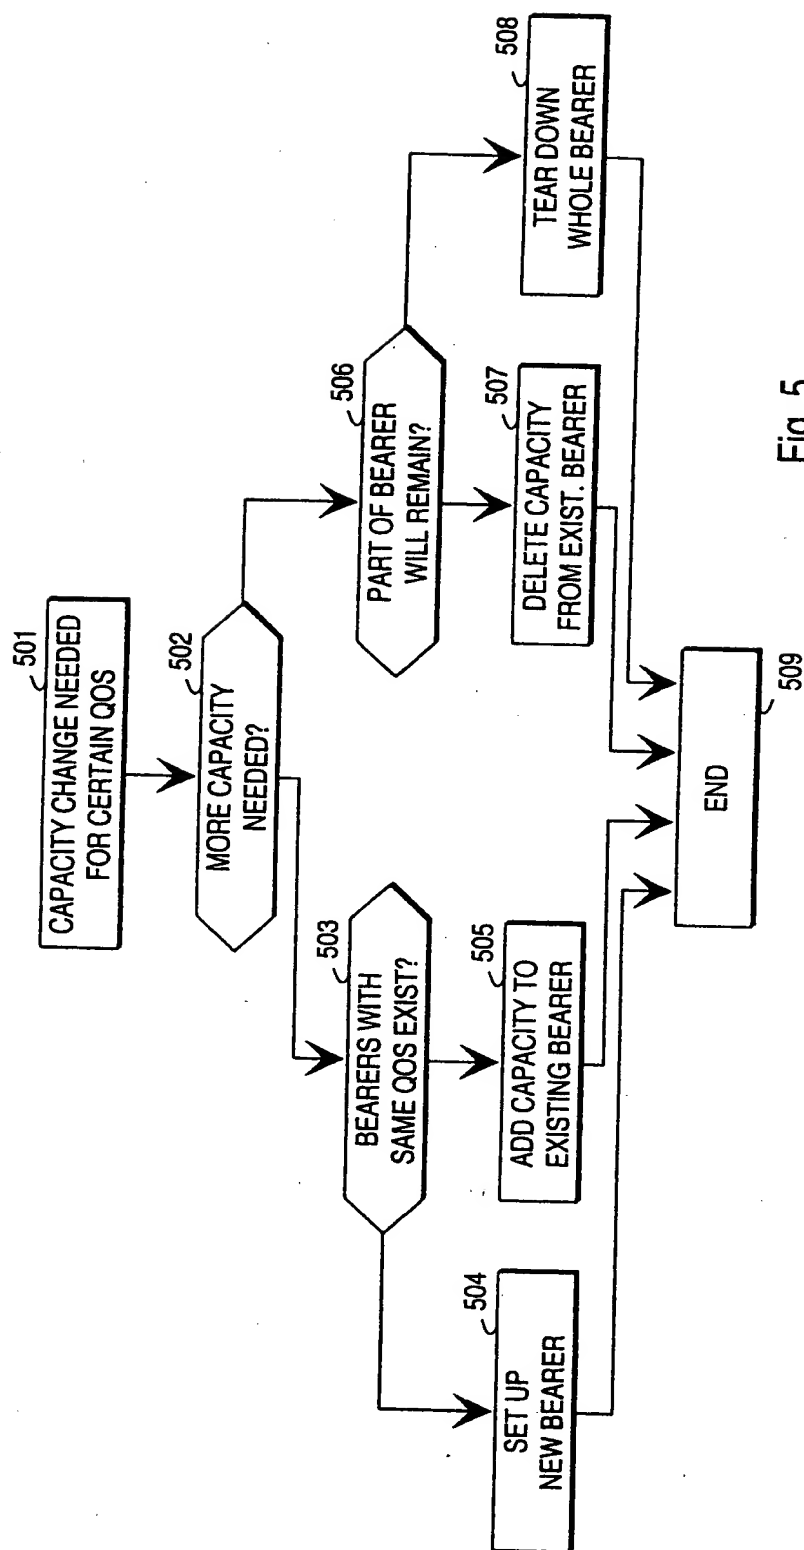 501
CAPACITY CHANGE NEEDED
FOR CERTAIN QOS
502
MORE CAPACITY
NEEDED?
503
BEARERS WITH
SAME QOS EXIST?
506
PART OF BEARER
WILL REMAIN?
504
SET UP
NEW BEARER
505
ADD CAPACITY TO
EXISTING BEARER
507
DELETE CAPACITY
FROM EXIST. BEARER
508
TEAR DOWN
WHOLE BEARER
END
509
Fig. 5